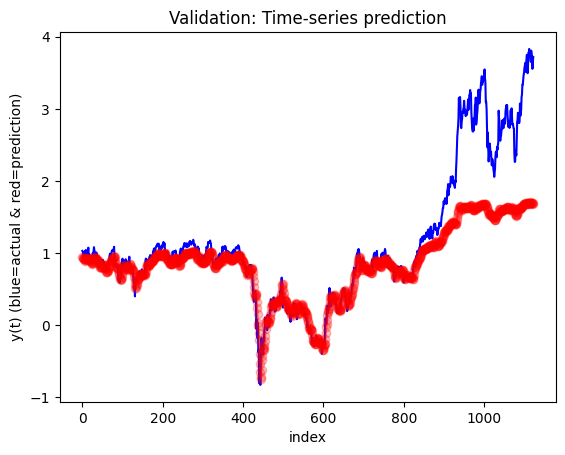 Validation: Time-series prediction
y(t) (blue=actual & red=prediction)
4
3
2
1
0
−1
0 200 400 600 800 1000
index